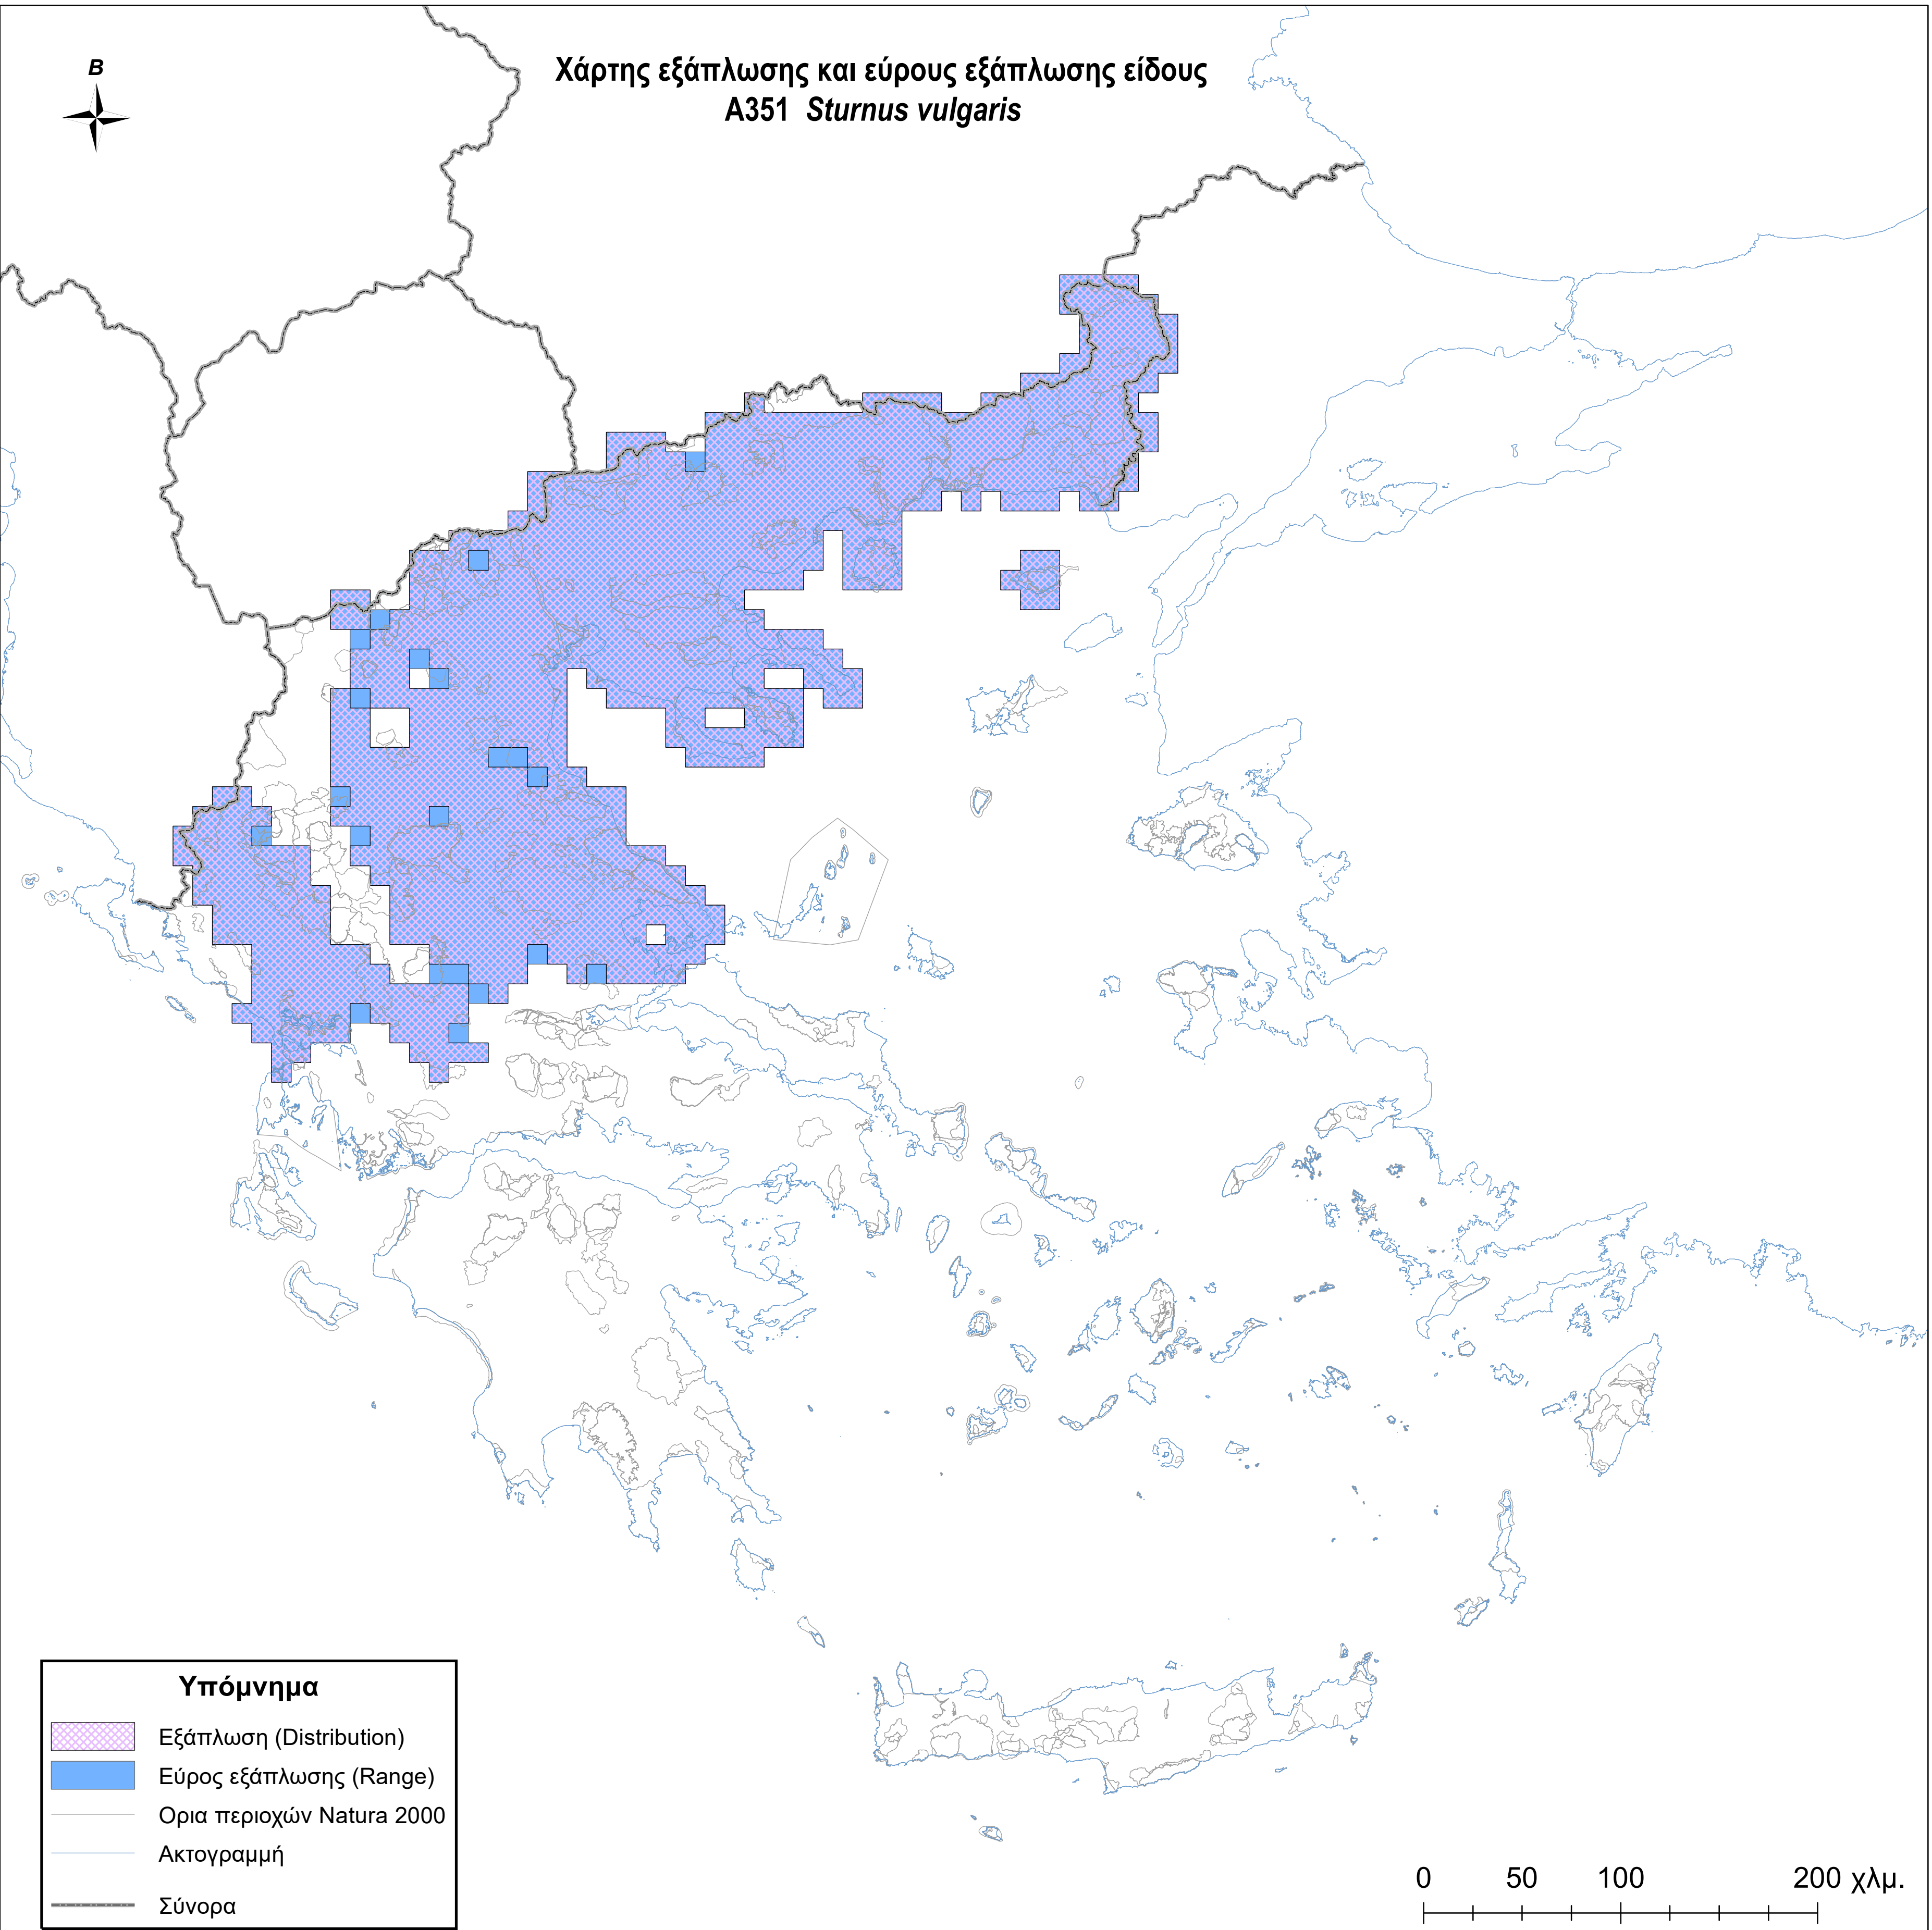 Χάρτης εξάπλωσης και εύρους εξάπλωσης είδους
A351 Sturnus vulgaris
B
Υπόμνημα
Εξάπλωση (Distribution)
Εύρος εξάπλωσης (Range)
Ορια περιοχών Natura 2000
Ακτογραμμή
Σύνορα
0 50 100 200 χλμ.